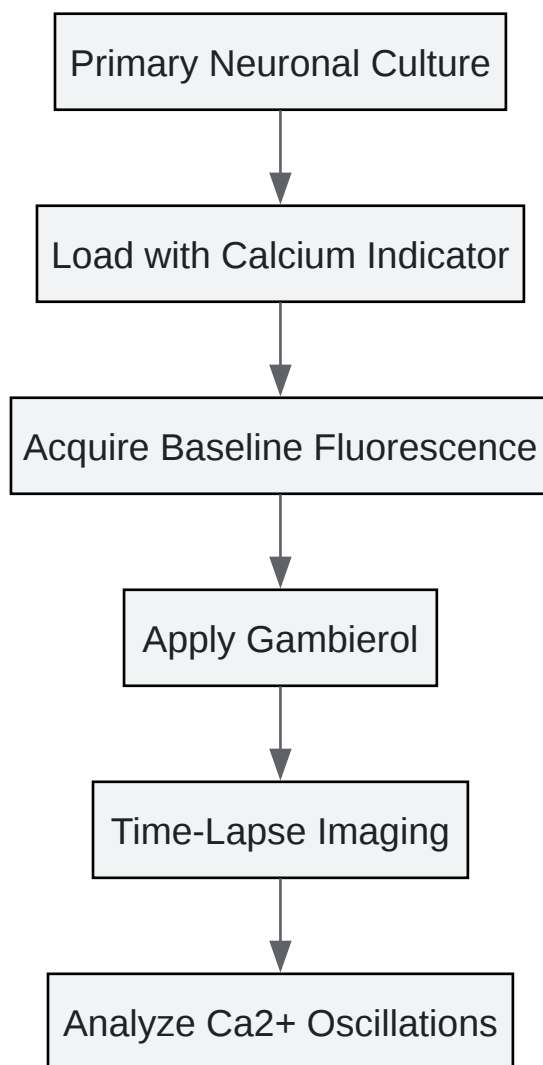 Primary Neuronal Culture
Load with Calcium Indicator
Acquire Baseline Fluorescence
Apply Gambierol
Time-Lapse Imaging
Analyze Ca2+ Oscillations